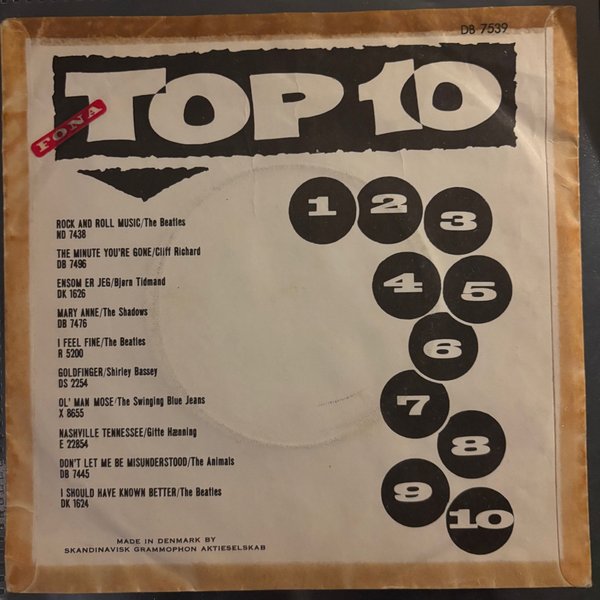 DB 7539
TOP 10
FONA
ROCK AND ROLL MUSIC/The Beatles
ND 7438
THE MINUTE YOU'RE GONE/Cliff Richard
DB 7496
ENSOM ER JEG/Bjørn Tidmand
DK 1626
MARY ANNE/The Shadows
DB 7476
I FEEL FINE/The Beatles
R 5200
GOLDFINGER/Shirley Bassey
DS 2254
OL' MAN MOSE/The Swinging Blue Jeans
X 8655
NASHVILLE TENNESSEE/Gitte Hænning
E 22854
DON'T LET ME BE MISUNDERSTOOD/The Animals
DB 7445
I SHOULD HAVE KNOWN BETTER/The Beatles
DK 1624
1 2 3
4 5
6
7
8
9
10
MADE IN DENMARK BY
SKANDINAVISK GRAMMOPHON AKTIESELSKAB